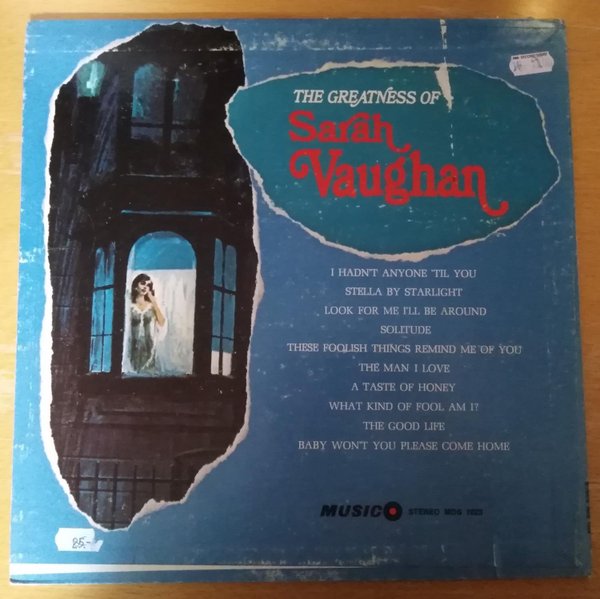 THE GREATNESS OF
Sarah
Vaughan
I HADN'T ANYONE 'TIL YOU
STELLA BY STARLIGHT
LOOK FOR ME I'LL BE AROUND
SOLITUDE
THESE FOOLISH THINGS REMIND ME OF YOU
THE MAN I LOVE
A TASTE OF HONEY
WHAT KIND OF FOOL AM I?
THE GOOD LIFE
BABY WON'T YOU PLEASE COME HOME
MUSICO STEREO MDS
85.-